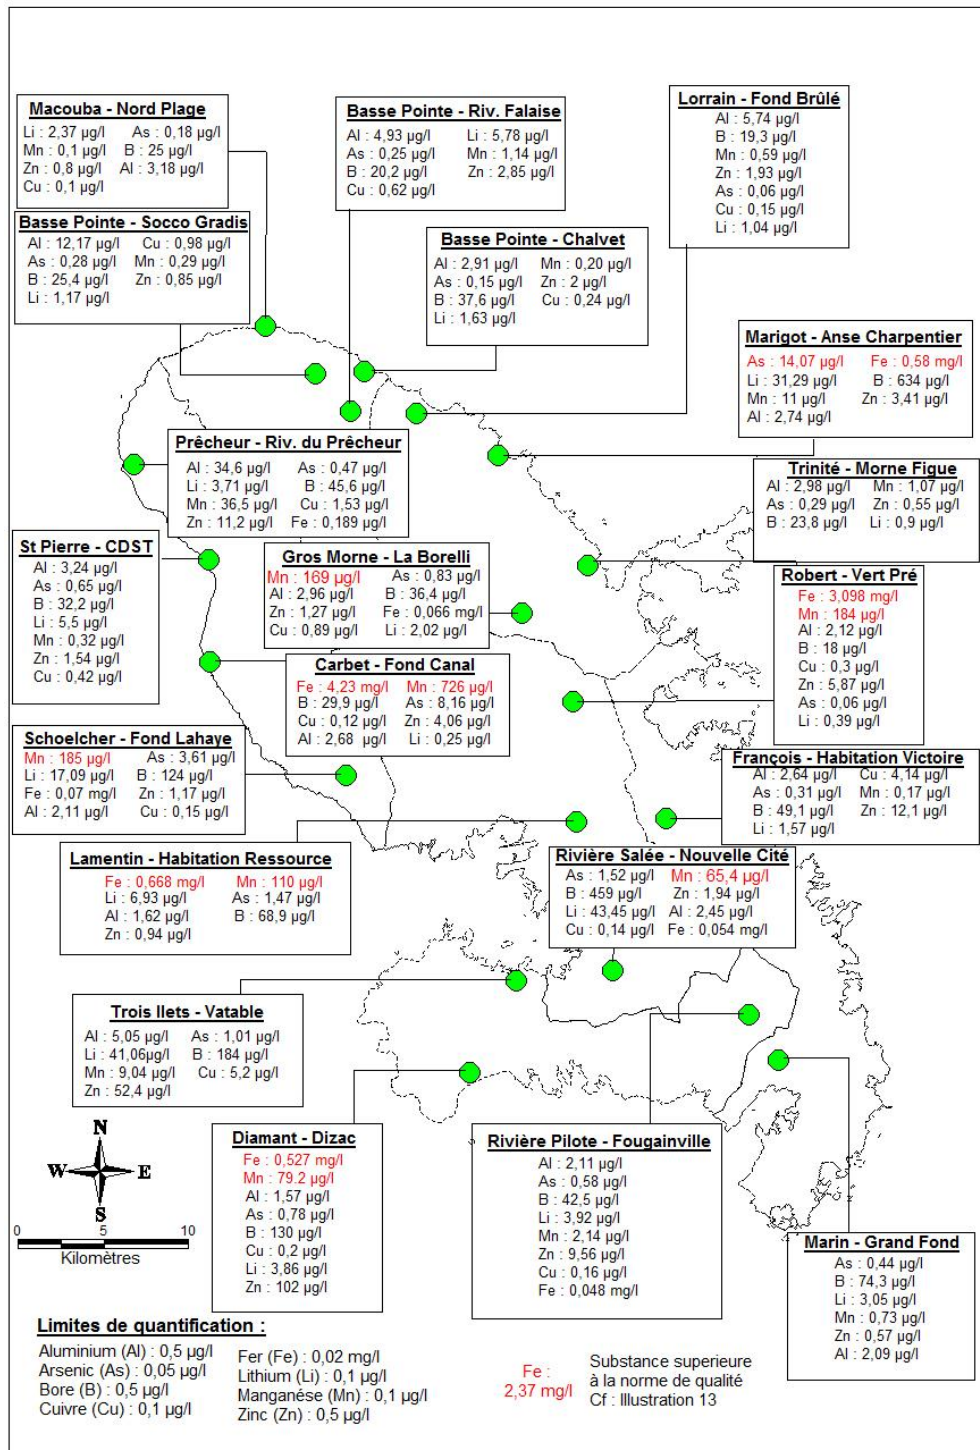 Macouba - Nord Plage
Li : 2,37 µg/l As : 0,18 µg/l
Mn : 0,1 µg/l B : 25 µg/l
Zn : 0,8 µg/l Al : 3,18 µg/l
Cu : 0,1 µg/l
Basse Pointe - Riv. Falaise
Al : 4,93 µg/l Li : 5,78 µg/l
As : 0,25 µg/l Mn : 1,14 µg/l
B : 20,2 µg/l Zn : 2,85 µg/l
Cu : 0,62 µg/l
Lorrain - Fond Brûlé
Al : 5,74 µg/l
B : 19,3 µg/l
Mn : 0,59 µg/l
Zn : 1,93 µg/l
As : 0,06 µg/l
Cu : 0,15 µg/l
Li : 1,04 µg/l
Basse Pointe - Socco Gradis
Al : 12,17 µg/l Cu : 0,98 µg/l
As : 0,28 µg/l Mn : 0,29 µg/l
B : 25,4 µg/l Zn : 0,85 µg/l
Li : 1,17 µg/l
Basse Pointe - Chalvet
Al : 2,91 µg/l Mn : 0,20 µg/l
As : 0,15 µg/l Zn : 2 µg/l
B : 37,6 µg/l Cu : 0,24 µg/l
Li : 1,63 µg/l
Marigot - Anse Charpentier
As : 14,07 µg/l Fe : 0,58 mg/l
Li : 31,29 µg/l B : 634 µg/l
Mn : 11 µg/l Zn : 3,41 µg/l
Al : 2,74 µg/l
Prêcheur - Riv. du Prêcheur
Al : 34,6 µg/l As : 0,47 µg/l
Li : 3,71 µg/l B : 45,6 µg/l
Mn : 36,5 µg/l Cu : 1,53 µg/l
Zn : 11,2 µg/l Fe : 0,189 µg/l
Trinité - Morne Figue
Al : 2,98 µg/l Mn : 1,07 µg/l
As : 0,29 µg/l Zn : 0,55 µg/l
B : 23,8 µg/l Li : 0,9 µg/l
St Pierre - CDST
Al : 3,24 µg/l
As : 0,65 µg/l
B : 32,2 µg/l
Li : 5,5 µg/l
Mn : 0,32 µg/l
Zn : 1,54 µg/l
Cu : 0,42 µg/l
Gros Morne - La Borelli
Mn : 169 µg/l As : 0,83 µg/l
Al : 2,96 µg/l B : 36,4 µg/l
Zn : 1,27 µg/l Fe : 0,066 mg/l
Cu : 0,89 µg/l Li : 2,02 µg/l
Robert - Vert Pré
Fe : 3,098 mg/l
Mn : 184 µg/l
Al : 2,12 µg/l
B : 18 µg/l
Cu : 0,3 µg/l
Zn : 5,87 µg/l
As : 0,06 µg/l
Li : 0,39 µg/l
Carbet - Fond Canal
Fe : 4,23 mg/l Mn : 726 µg/l
B : 29,9 µg/l As : 8,16 µg/l
Cu : 0,12 µg/l Zn : 4,06 µg/l
Al : 2,68 µg/l Li : 0,25 µg/l
Schoelcher - Fond Lahaye
Mn : 185 µg/l As : 3,61 µg/l
Li : 17,09 µg/l B : 124 µg/l
Fe : 0,07 mg/l Zn : 1,17 µg/l
Al : 2,11 µg/l Cu : 0,15 µg/l
François - Habitation Victoire
Al : 2,64 µg/l Cu : 4,14 µg/l
As : 0,31 µg/l Mn : 0,17 µg/l
B : 49,1 µg/l Zn : 12,1 µg/l
Li : 1,57 µg/l
Lamentin - Habitation Ressource
Fe : 0,668 mg/l Mn : 110 µg/l
Li : 6,93 µg/l As : 1,47 µg/l
Al : 1,62 µg/l B : 68,9 µg/l
Zn : 0,94 µg/l
Rivière Salée - Nouvelle Cité
As : 1,52 µg/l Mn : 65,4 µg/l
B : 459 µg/l Zn : 1,94 µg/l
Li : 43,45 µg/l Al : 2,45 µg/l
Cu : 0,14 µg/l Fe : 0,054 mg/l
Trois Ilets - Vatable
Al : 5,05 µg/l As : 1,01 µg/l
Li : 41,06µg/l B : 184 µg/l
Mn : 9,04 µg/l Cu : 5,2 µg/l
Zn : 52,4 µg/l
Diamant - Dizac
Fe : 0,527 mg/l
Mn : 79.2 µg/l
Al : 1,57 µg/l
As : 0,78 µg/l
B : 130 µg/l
Cu : 0,2 µg/l
Li : 3,86 µg/l
Zn : 102 µg/l
Rivière Pilote - Fougainville
Al : 2,11 µg/l
As : 0,58 µg/l
B : 42,5 µg/l
Li : 3,92 µg/l
Mn : 2,14 µg/l
Zn : 9,56 µg/l
Cu : 0,16 µg/l
Fe : 0,048 mg/l
Marin - Grand Fond
As : 0,44 µg/l
B : 74,3 µg/l
Li : 3,05 µg/l
Mn : 0,73 µg/l
Zn : 0,57 µg/l
Al : 2,09 µg/l
N
W E
S
0 5 10
Kilomètres
Limites de quantification :
Aluminium (Al) : 0,5 µg/l
Arsenic (As) : 0,05 µg/l
Bore (B) : 0,5 µg/l
Cuivre (Cu) : 0,1 µg/l
Fer (Fe) : 0,02 mg/l
Lithium (Li) : 0,1 µg/l
Manganése (Mn) : 0,1 µg/l
Zinc (Zn) : 0,5 µg/l
Fe :
2,37 mg/l
Substance superieure
à la norme de qualité
Cf : Illustration 13